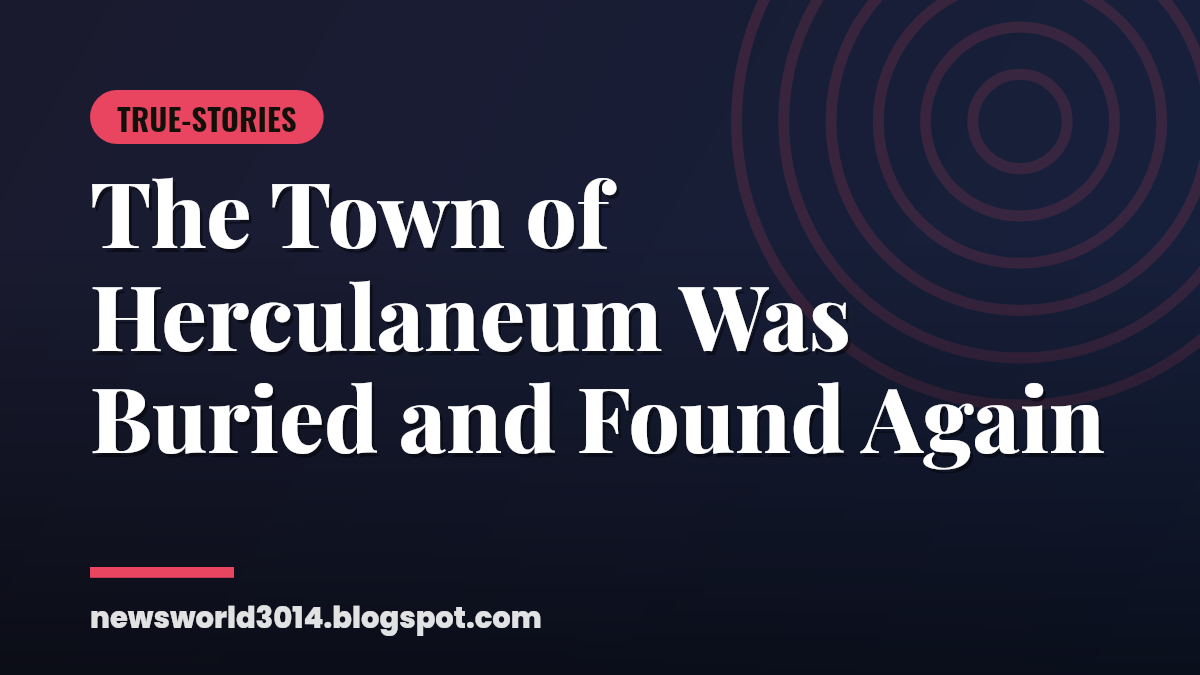 TRUE-STORIES
The Town of
Herculaneum Was
Buried and Found Again
newsworld3014.blogspot.com